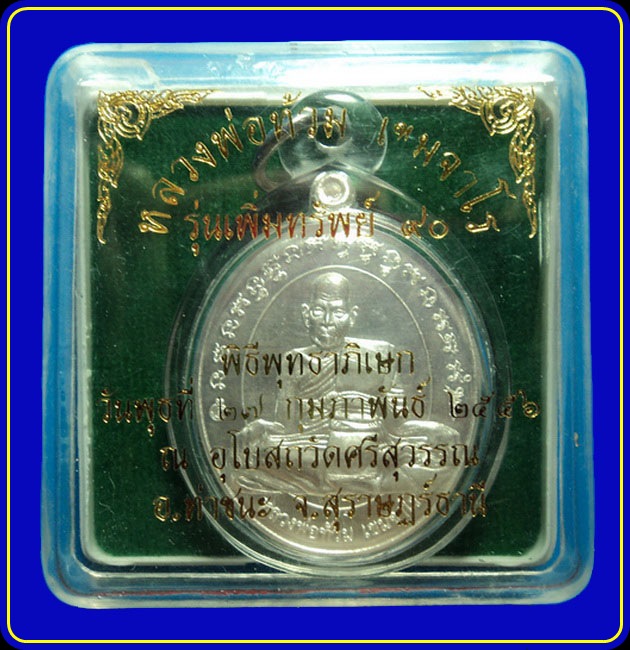 หลวงพ่อท้วม เขมจาโร
รุ่นเพิ่มทรัพย์ ๙๐
พิธีพุทธาภิเษก
วันพุธที่ ๒๗ กุมภาพันธ์ ๒๕๕๖
ณ อุโบสถวัดศรีสุวรรณ
อ.ท่าชนะ จ.สุราษฎร์ธานี